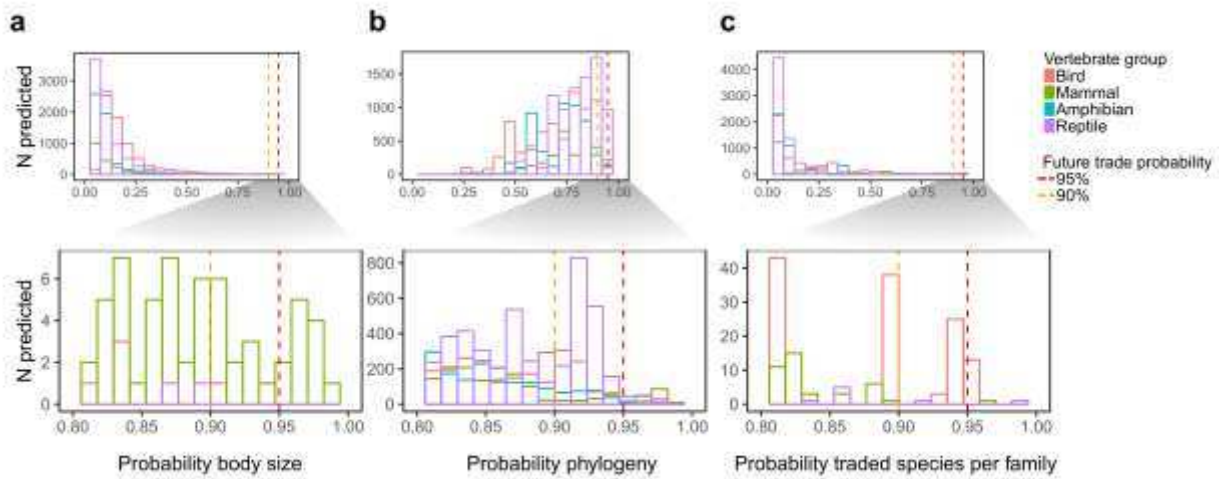 a
b
c
N predicted
3000
2000
1000
0
0.00 0.25 0.50 0.75 1.00
1500
1000
500
0
0.00 0.25 0.50 0.75 1.00
4000
3000
2000
1000
0
0.00 0.25 0.50 0.75 1.00
Vertebrate group
Bird
Mammal
Amphibian
Reptile
Future trade probability
95%
90%
N predicted
6
4
2
0
0.80 0.85 0.90 0.95 1.00
Probability body size
800
600
400
200
0
0.80 0.85 0.90 0.95 1.00
Probability phylogeny
40
30
20
10
0
0.80 0.85 0.90 0.95 1.00
Probability traded species per family